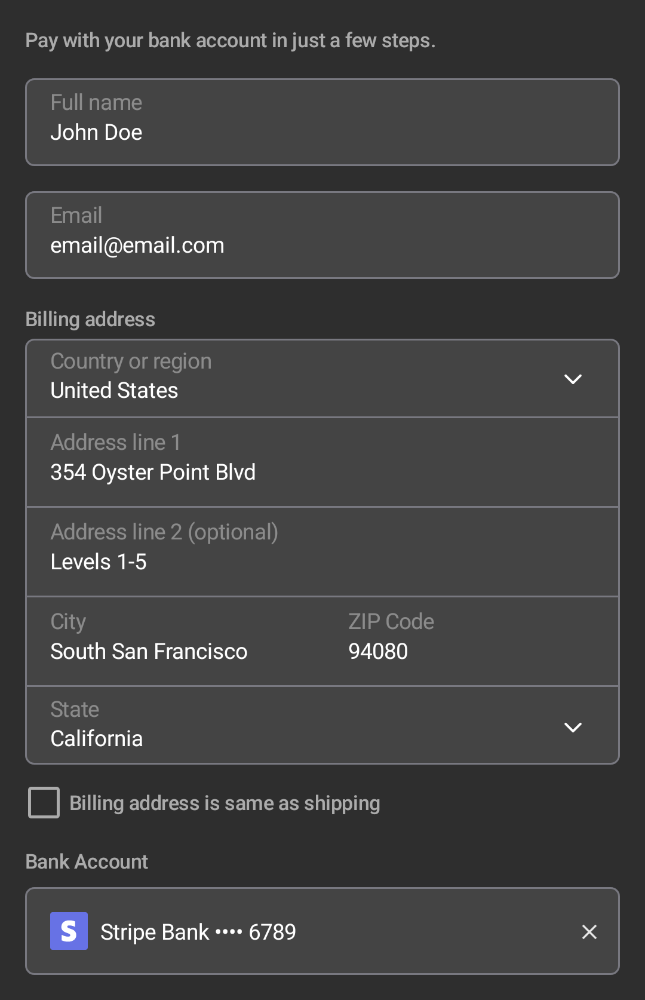 Pay with your bank account in just a few steps.
Full name
John Doe
Email
email@email.com
Billing address
Country or region
United States
Address line 1
354 Oyster Point Blvd
Address line 2 (optional)
Levels 1-5
City ZIP Code
South San Francisco 94080
State
California
Billing address is same as shipping
Bank Account
S Stripe Bank •••• 6789